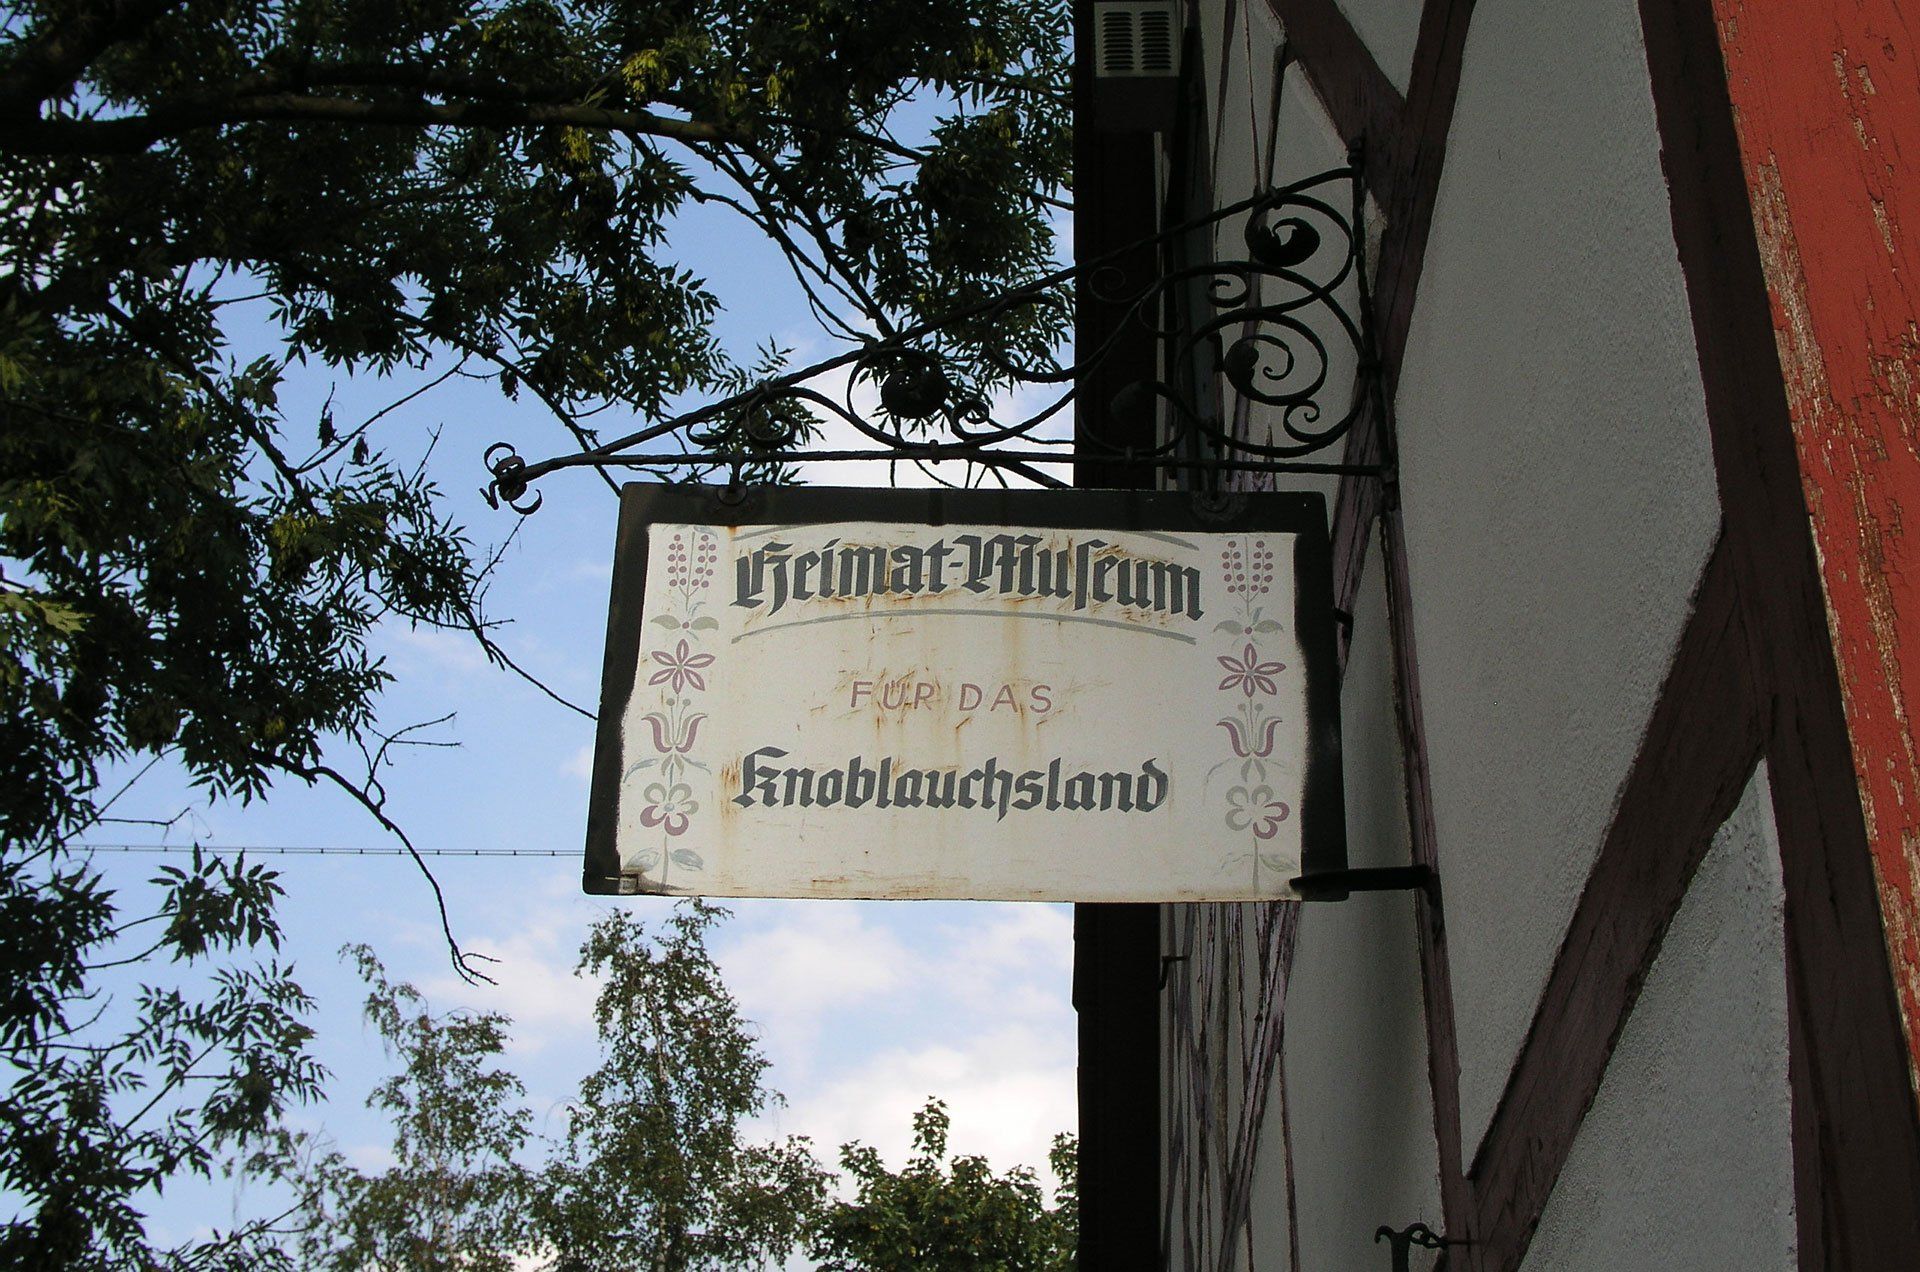 Heimat-Museum
FÜR DAS
Knoblauchsland